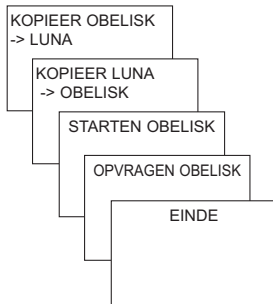 KOPIEER OBELISK
-> LUNA
KOPIEER LUNA
-> OBELISK
STARTEN OBELISK
OPVRAGEN OBELISK
EINDE